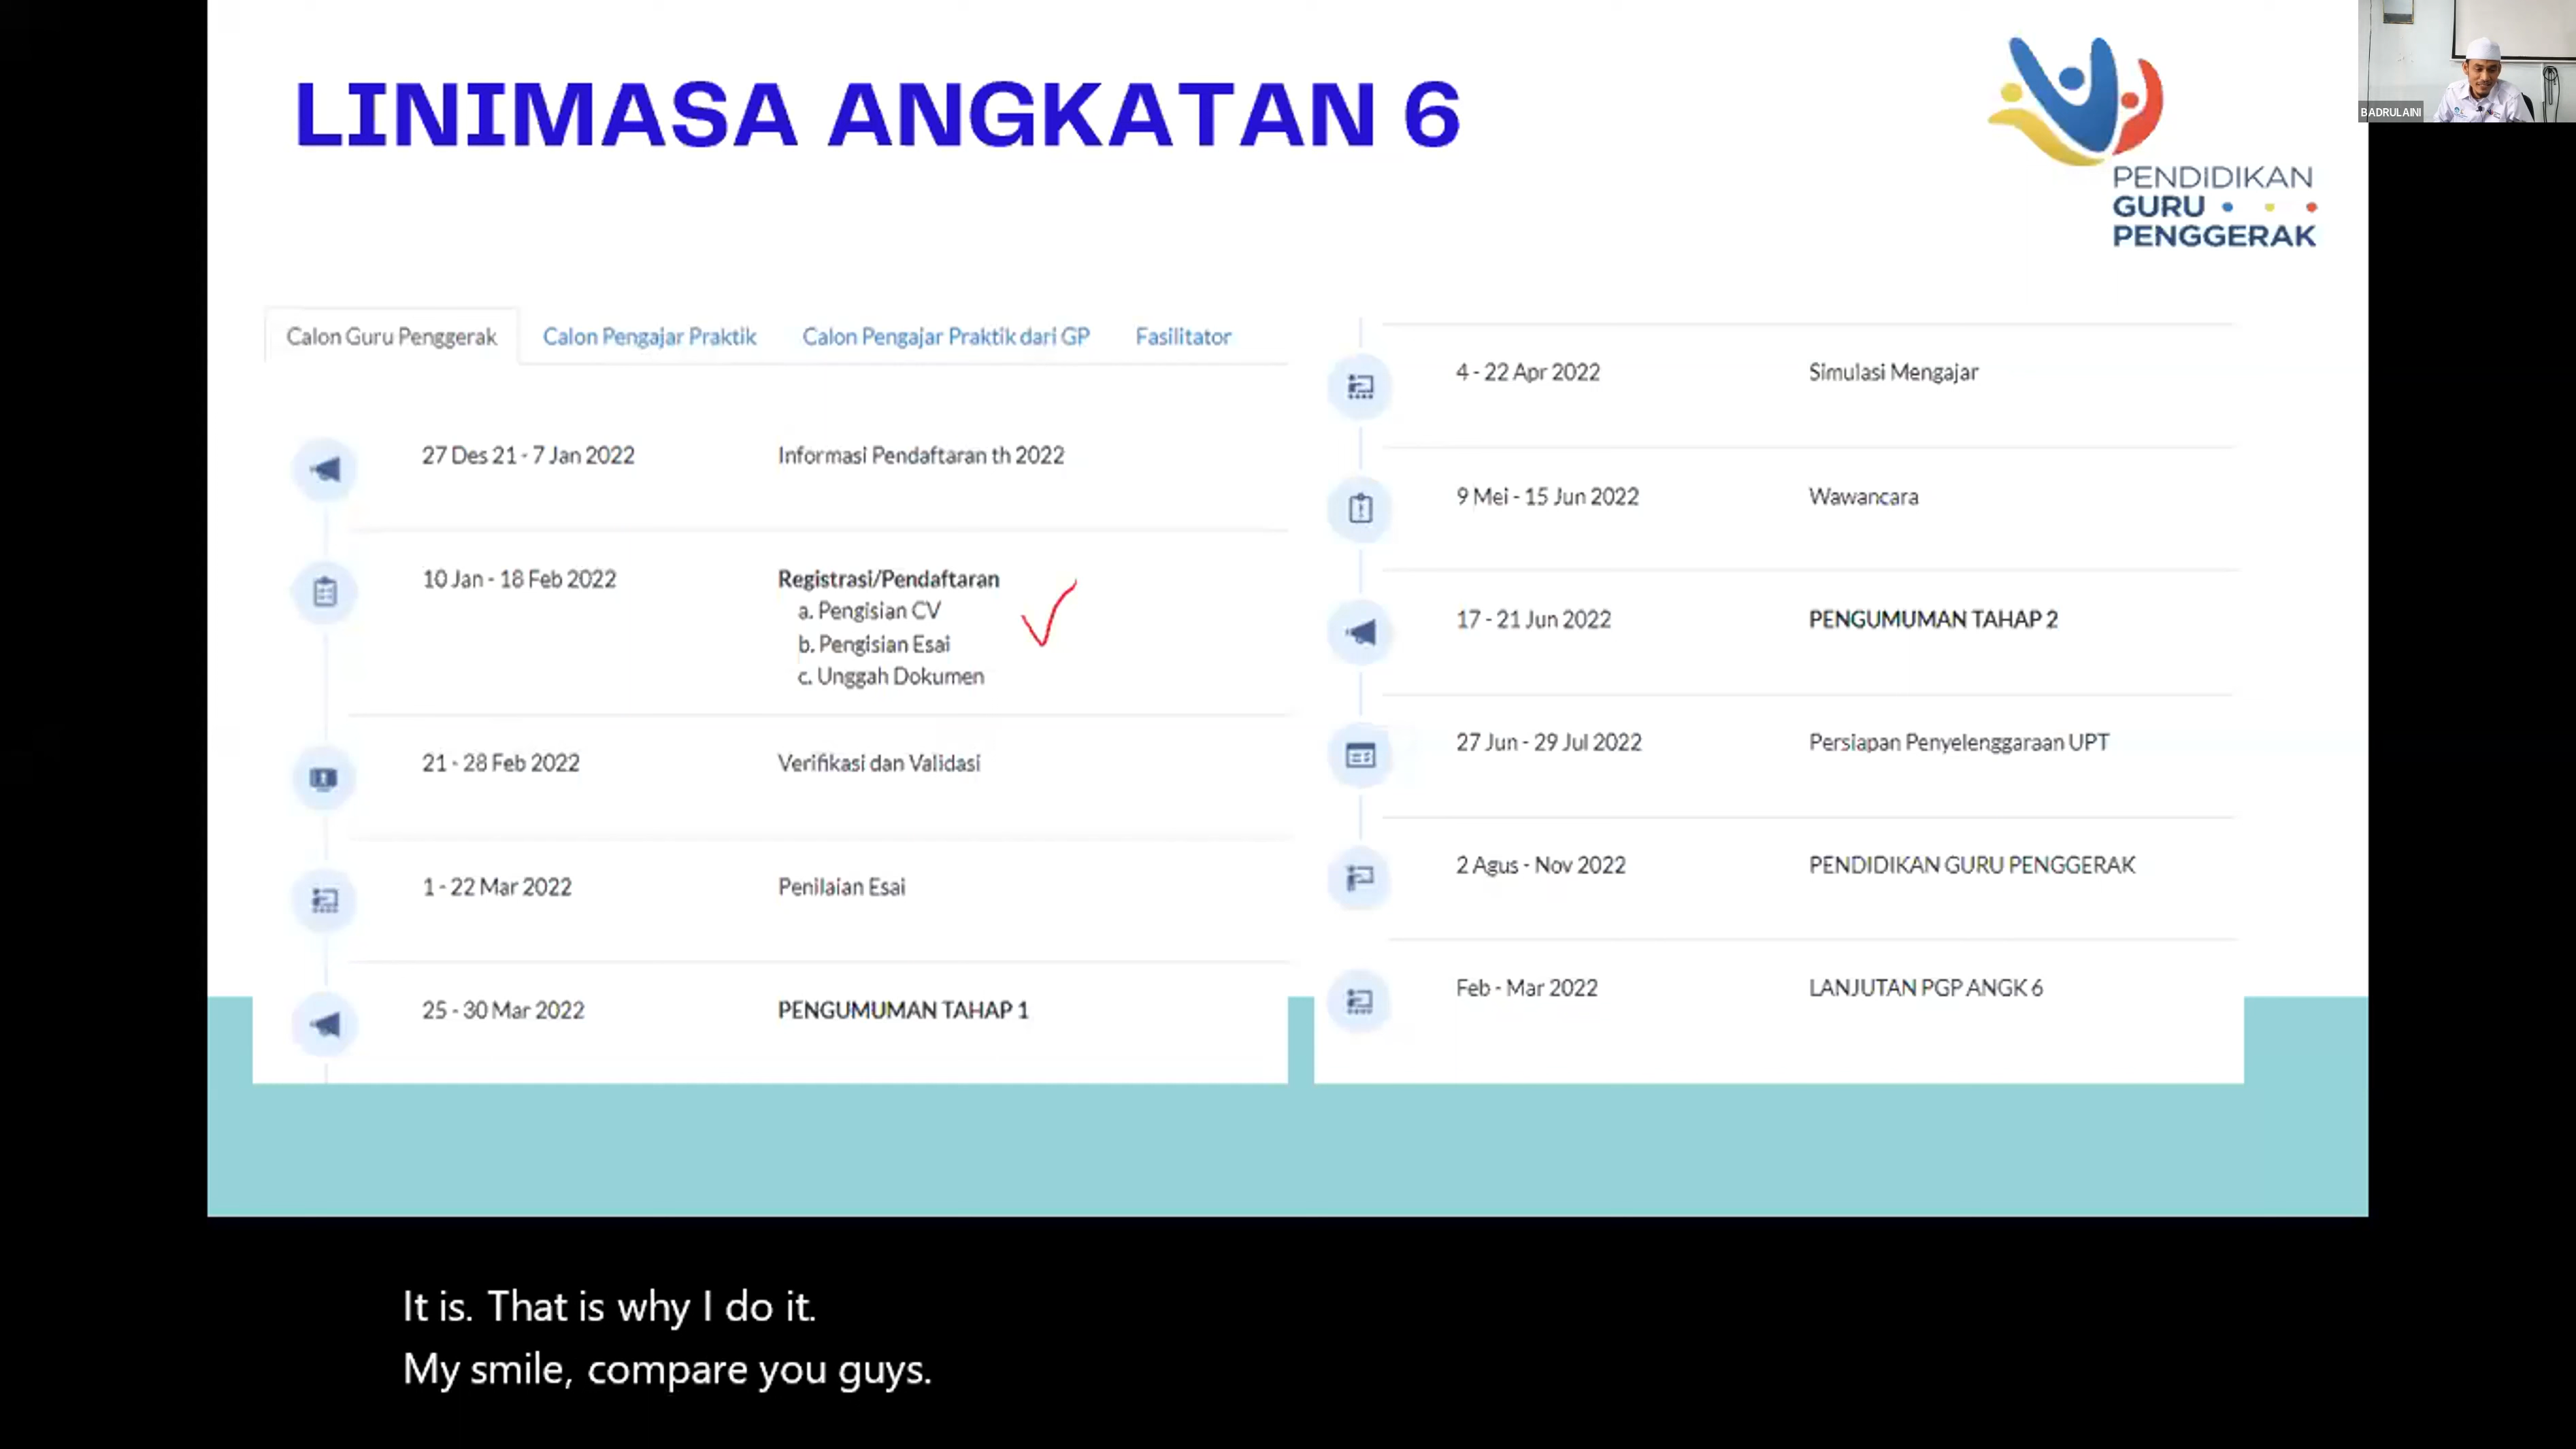 LINIMASA ANGKATAN 6
PENDIDIKAN
GURU
PENGGERAK
BADRULAINI
Calon Guru Penggerak Calon Pengajar Praktik Calon Pengajar Praktik dari GP Fasilitator
27 Des 21 - 7 Jan 2022 Informasi Pendaftaran th 2022
10 Jan - 18 Feb 2022 Registrasi/Pendaftaran
a. Pengisian CV
b. Pengisian Esai
c. Unggah Dokumen
21 - 28 Feb 2022 Verifikasi dan Validasi
1 - 22 Mar 2022 Penilaian Esai
25 - 30 Mar 2022 PENGUMUMAN TAHAP 1
4 - 22 Apr 2022 Simulasi Mengajar
9 Mei - 15 Jun 2022 Wawancara
17 - 21 Jun 2022 PENGUMUMAN TAHAP 2
27 Jun - 29 Jul 2022 Persiapan Penyelenggaraan UPT
2 Agus - Nov 2022 PENDIDIKAN GURU PENGGERAK
Feb - Mar 2022 LANJUTAN PGP ANGK 6
It is. That is why I do it.
My smile, compare you guys.